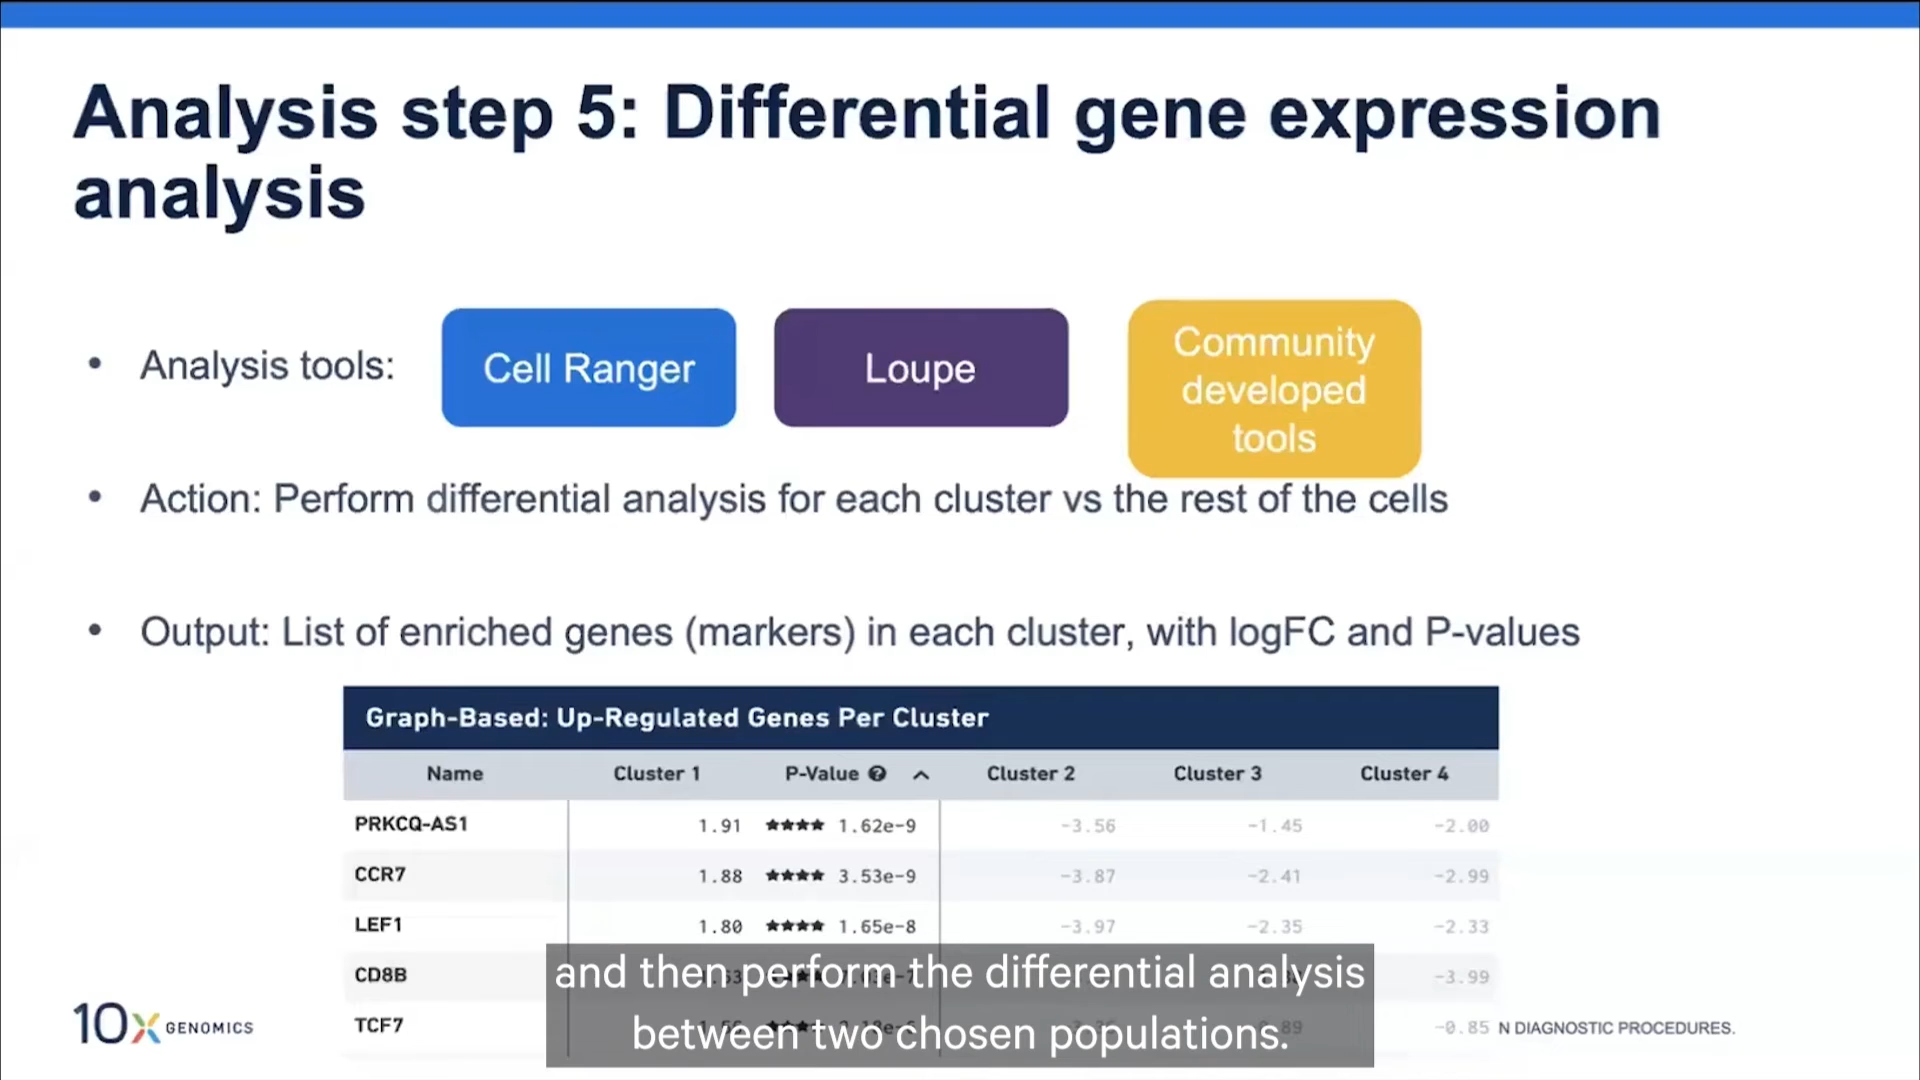 Analysis step 5: Differential gene expression
analysis
• Analysis tools:
Cell Ranger
Loupe
Community
developed
tools
• Action: Perform differential analysis for each cluster vs the rest of the cells
• Output: List of enriched genes (markers) in each cluster, with logFC and P-values
Graph-Based: Up-Regulated Genes Per Cluster
Name Cluster 1 P-Value Cluster 2 Cluster 3 Cluster 4
PRKCQ-AS1 1.91 ★★★★ 1.62e-9 -3.56 -1.45 -2.00
CCR7 1.88 ★★★★ 3.53e-9 -3.87 -2.41 -2.99
LEF1 1.80 ★★★★ 1.65e-8 -3.97 -2.35 -2.33
CD8B -3.99
TCF7 -0.85
and then perform the differential analysis
between two chosen populations.
10x GENOMICS
N DIAGNOSTIC PROCEDURES.